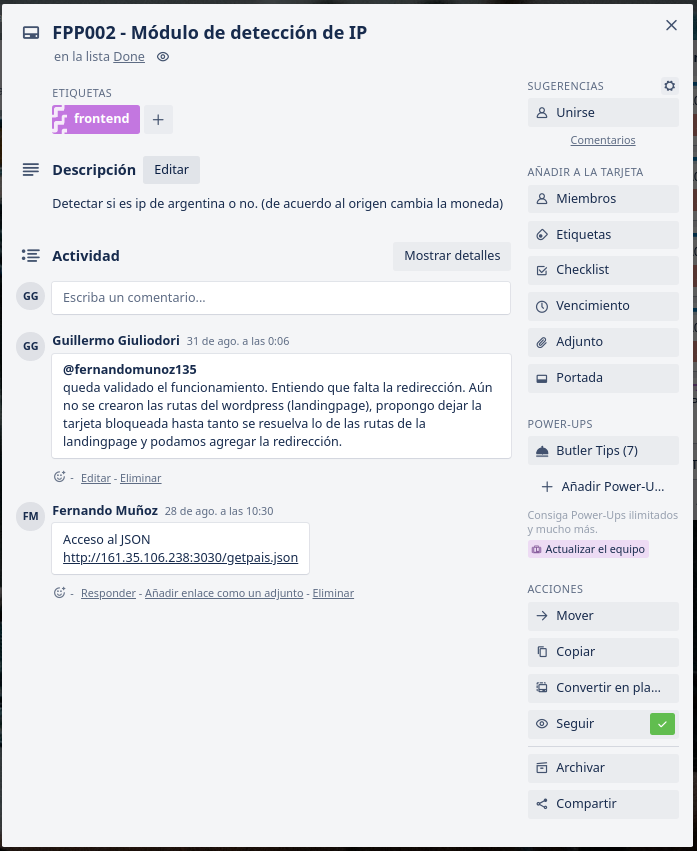 FPP002 - Módulo de detección de IP
en la lista Done
ETIQUETAS
frontend
Descripción
Editar
Detectar si es ip de argentina o no. (de acuerdo al origen cambia la moneda)
Actividad
Mostrar detalles
GG
Escriba un comentario...
GG
Guillermo Giuliodori 31 de ago. a las 0:06
@fernandomunoz135
queda validado el funcionamiento. Entiendo que falta la redirección. Aún
no se crearon las rutas del wordpress (landingpage), propongo dejar la
tarjeta bloqueada hasta tanto se resuelva lo de las rutas de la
landingpage y podamos agregar la redirección.
- Editar - Eliminar
FM
Fernando Muñoz 28 de ago. a las 10:30
Acceso al JSON
http://161.35.106.238:3030/getpais.json
- Responder - Añadir enlace como un adjunto - Eliminar
SUGERENCIAS
Unirse
Comentarios
AÑADIR A LA TARJETA
Miembros
Etiquetas
Checklist
Vencimiento
Adjunto
Portada
POWER-UPS
Butler Tips (7)
Añadir Power-U...
Consiga Power-Ups ilimitados
y mucho más.
Actualizar el equipo
ACCIONES
Mover
Copiar
Convertir en pla...
Seguir
Archivar
Compartir